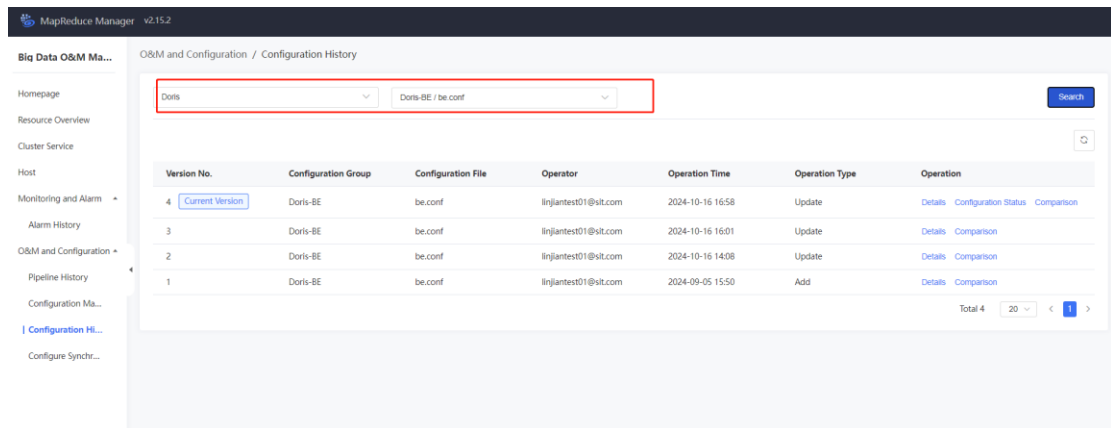 MapReduce Manager v2.15.2
Big Data O&M Ma...
O&M and Configuration / Configuration History
Homepage
Resource Overview
Cluster Service
Host
Monitoring and Alarm
Alarm History
O&M and Configuration
Pipeline History
Configuration Ma...
Configuration Hi...
Configure Synchr...
Doris
Doris-BE / be.conf
Search
Version No. Configuration Group Configuration File Operator Operation Time Operation Type Operation
4 Current Version Doris-BE be.conf linjiantest01@sit.com 2024-10-16 16:58 Update Details Configuration Status Comparison
3 Doris-BE be.conf linjiantest01@sit.com 2024-10-16 16:01 Update Details Comparison
2 Doris-BE be.conf linjiantest01@sit.com 2024-10-16 14:08 Update Details Comparison
1 Doris-BE be.conf linjiantest01@sit.com 2024-09-05 15:50 Add Details Comparison
Total 4 20 < 1 >